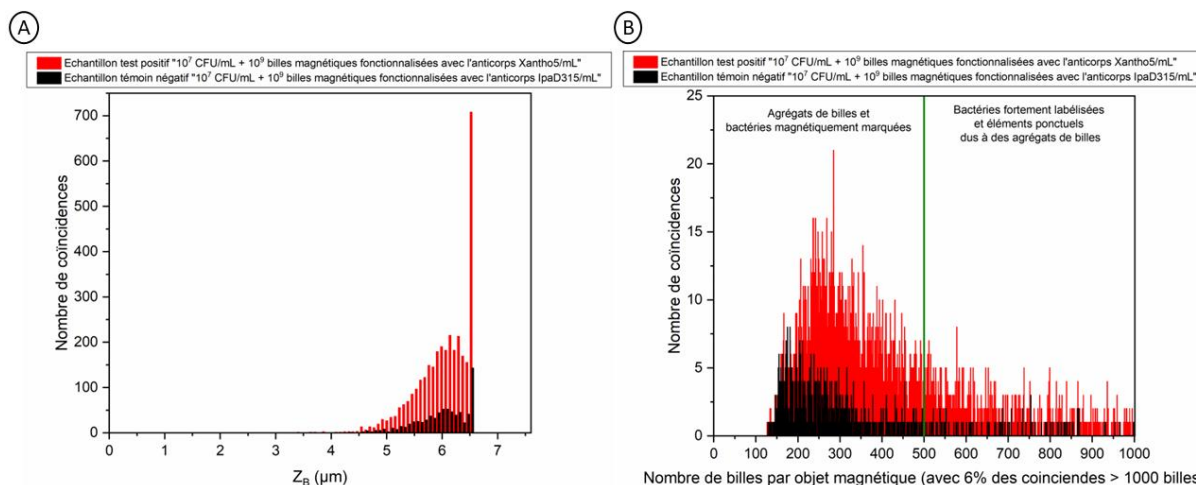 A
Echantillon test positif "10⁷ CFU/mL + 10⁹ billes magnétiques fonctionnalisées avec l'anticorps Xantho5/mL"
Echantillon témoin négatif "10⁷ CFU/mL + 10⁹ billes magnétiques fonctionnalisées avec l'anticorps IpaD315/mL"
Nombre de coïncidences
700
600
500
400
300
200
100
0
0 1 2 3 4 5 6 7
Z_B (µm)
B
Echantillon test positif "10⁷ CFU/mL + 10⁹ billes magnétiques fonctionnalisées avec l'anticorps Xantho5/mL"
Echantillon témoin négatif "10⁷ CFU/mL + 10⁹ billes magnétiques fonctionnalisées avec l'anticorps IpaD315/mL"
Nombre de coïncidences
25
20
15
10
5
0
Agrégats de billes et
bactéries magnétiquement marquées
Bactéries fortement labélisées
et éléments ponctuels
dus à des agrégats de billes
0 100 200 300 400 500 600 700 800 900 1000
Nombre de billes par objet magnétique (avec 6% des coinciendes > 1000 billes